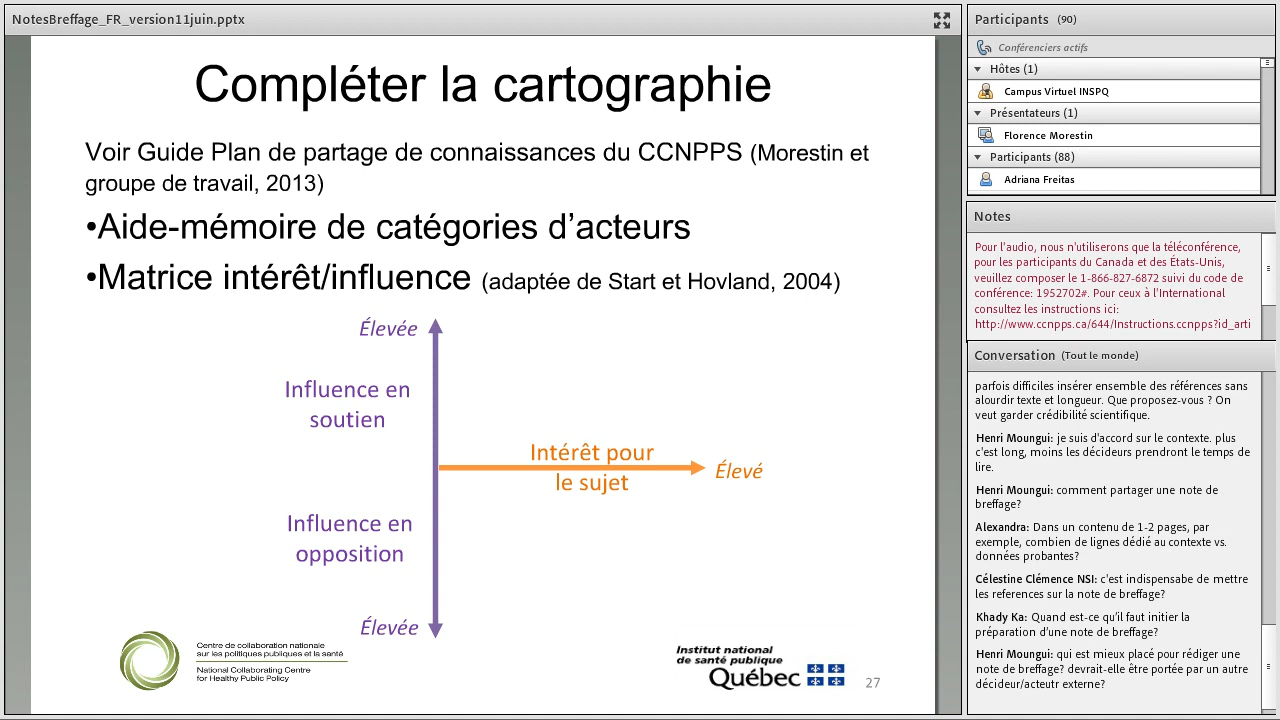 NotesBreffage_FR_version11juin.pptx
Compléter la cartographie
Voir Guide Plan de partage de connaissances du CCNPPS (Morestin et
groupe de travail, 2013)
•Aide-mémoire de catégories d’acteurs
•Matrice intérêt/influence (adaptée de Start et Hovland, 2004)
Élevée
Influence en
soutien
Intérêt pour
le sujet
Élevé
Influence en
opposition
Élevée
Centre de collaboration nationale
sur les politiques publiques et la santé
National Collaborating Centre
for Healthy Public Policy
Institut national
de santé publique
Québec
27
Participants (90)
Conférenciers actifs
Hôtes (1)
Campus Virtuel INSPQ
Présentateurs (1)
Florence Morestin
Participants (88)
Adriana Freitas
Notes
Pour l'audio, nous n'utiliserons que la téléconférence,
pour les participants du Canada et des États-Unis,
veuillez composer le 1-866-827-6872 suivi du code de
conférence: 1952702#. Pour ceux à l'International
consultez les instructions ici:
http://www.ccnpps.ca/644/Instructions.ccnpps?id_arti
Conversation (Tout le monde)
parfois difficiles insérer ensemble des références sans
alourdir texte et longueur. Que proposez-vous ? On
veut garder crédibilité scientifique.
Henri Moungui: je suis d'accord sur le contexte. plus
c'est long, moins les décideur prendront le temps de
lire.
Henri Moungui: comment partager une note de
breffage?
Alexandra: Dans un contenu de 1-2 pages, par
exemple, combien de lignes dédié au contexte vs.
données probantes?
Célestine Clémence NSI: c'est indispensabe de mettre
les references sur la note de breffage?
Khady Ka: Quand est-ce qu'il faut initier la
préparation d'une note de breffage?
Henri Moungui: qui est mieux placé pour rédiger une
note de breffage? devrait-elle être portée par un autre
décideur/acteutr externe?